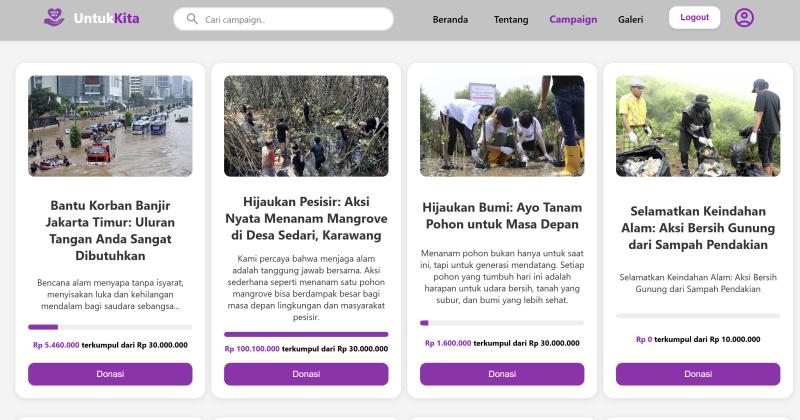 UntukKita
Cari campaign..
Beranda
Tentang
Campaign
Galeri
Logout
Bantu Korban Banjir
Jakarta Timur: Uluran
Tangan Anda Sangat
Dibutuhkan
Bencana alam menyapa tanpa isyarat,
menyisakan luka dan kehilangan
mendalam bagi saudara sebangsa...
Rp 5.460.000 terkumpul dari Rp 30.000.000
Donasi
Hijaukan Pesisir: Aksi
Nyata Menanam Mangrove
di Desa Sedari, Karawang
Kami percaya bahwa menjaga alam
adalah tanggung jawab bersama. Aksi
sederhana seperti menanam satu pohon
mangrove bisa berdampak besar bagi
masa depan lingkungan dan masyarakat
pesisir.
Rp 100.100.000 terkumpul dari Rp 30.000.000
Donasi
Hijaukan Bumi: Ayo Tanam
Pohon untuk Masa Depan
Menanam pohon bukan hanya untuk saat
ini, tapi untuk generasi mendatang. Setiap
pohon yang tumbuh hari ini adalah
harapan untuk udara bersih, tanah yang
subur, dan bumi yang lebih sehat.
Rp 1.600.000 terkumpul dari Rp 30.000.000
Donasi
Selamatkan Keindahan
Alam: Aksi Bersih Gunung
dari Sampah Pendakian
Selamatkan Keindahan Alam: Aksi Bersih
Gunung dari Sampah Pendakian
Rp 0 terkumpul dari Rp 10.000.000
Donasi